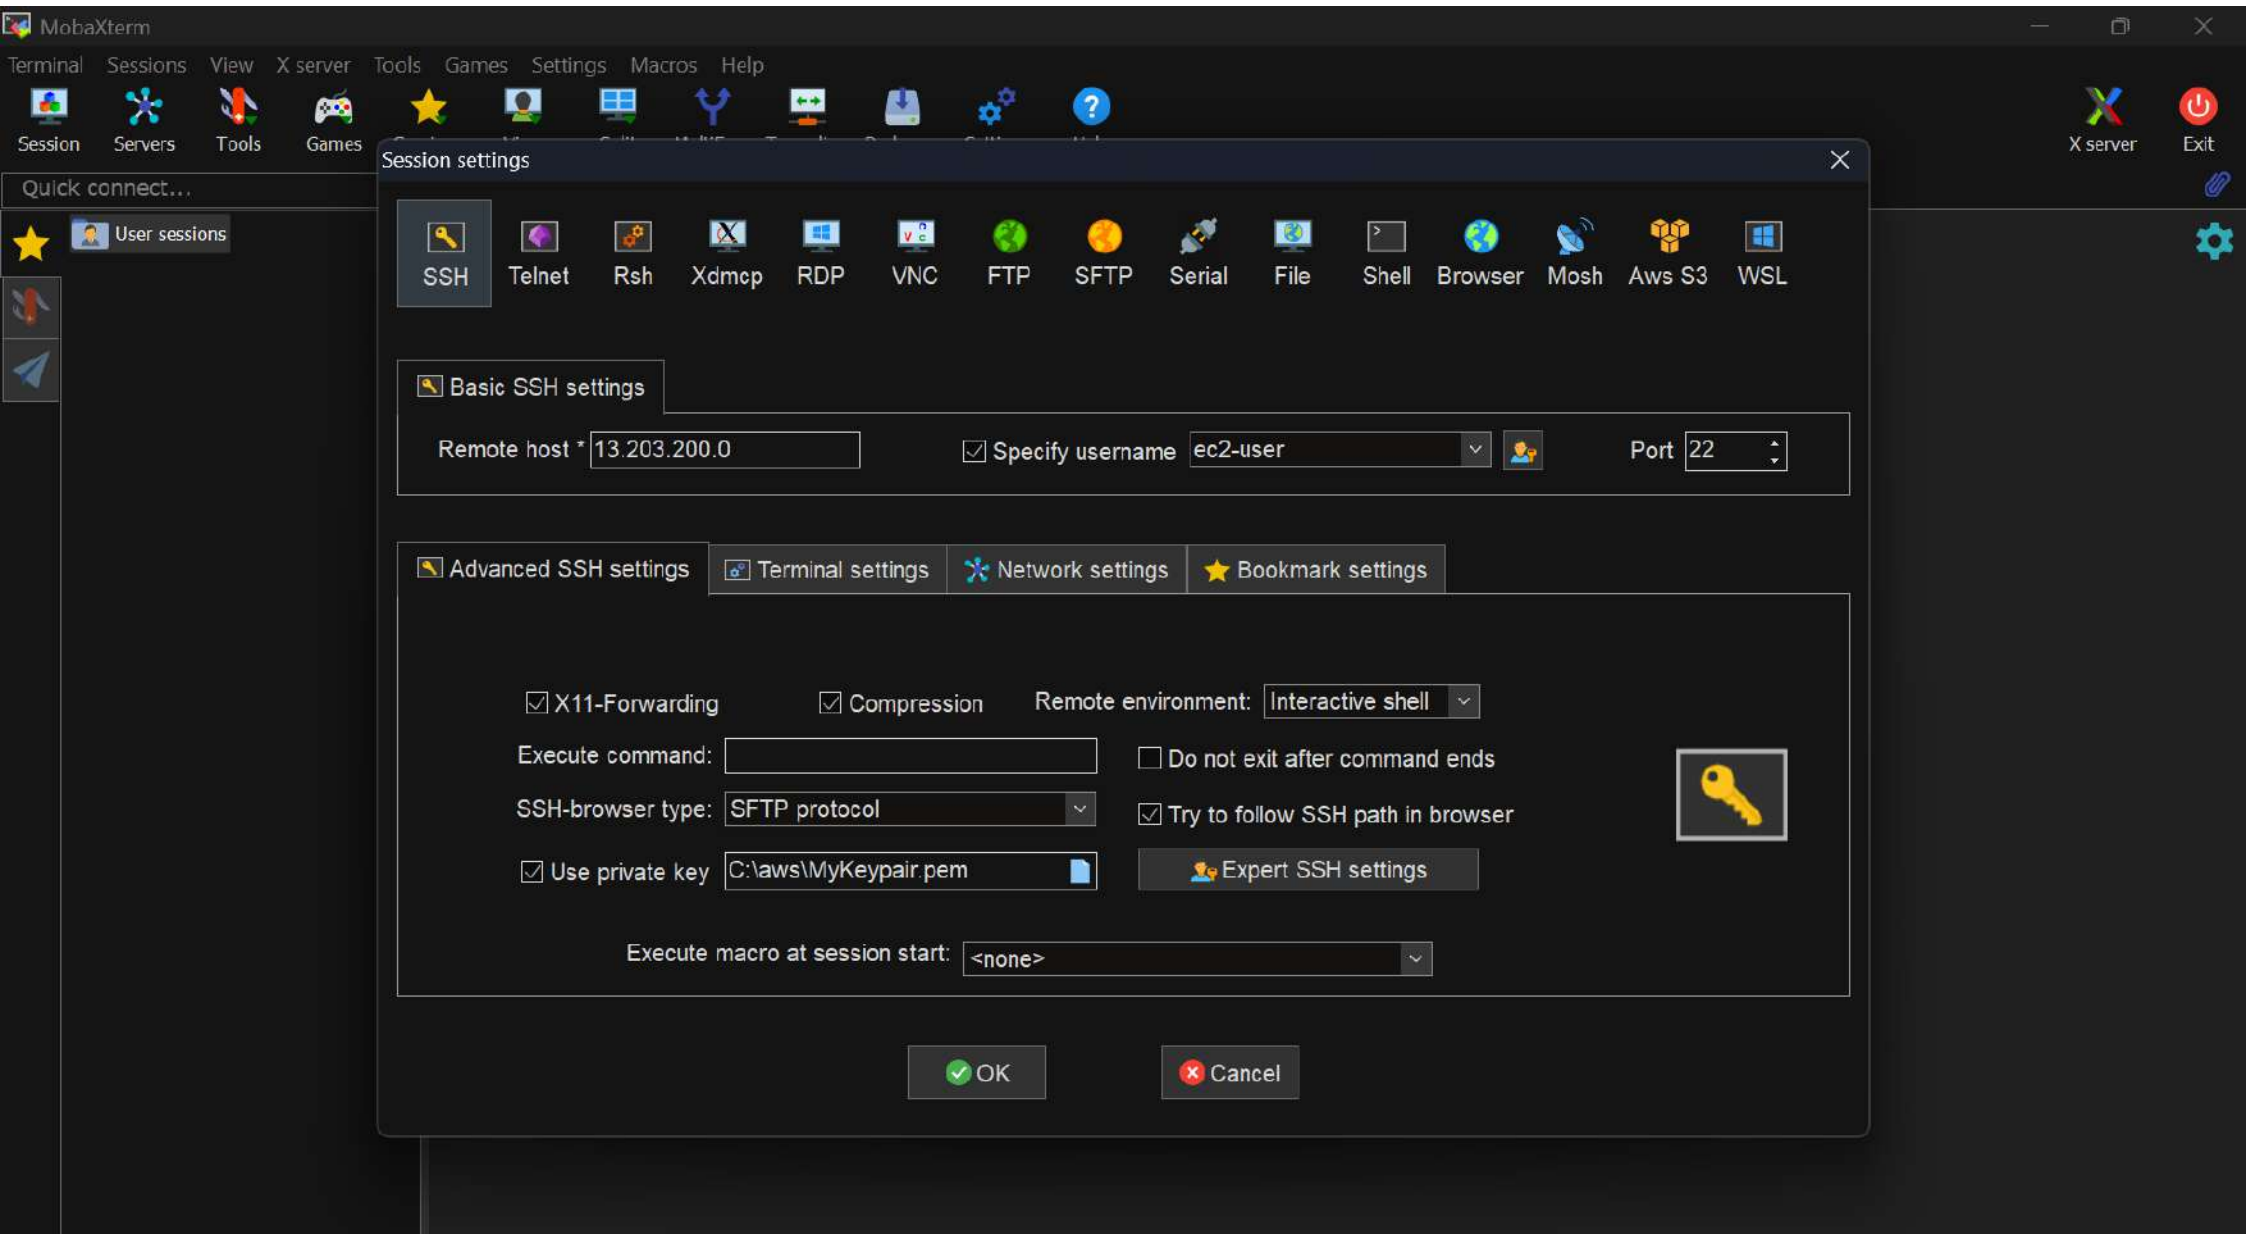 MobaXterm
Terminal Sessions View X server Tools Games Settings Macros Help
Session Servers Tools Games X server Exit
Session settings
Quick connect...
User sessions
SSH Telnet Rsh Xdmcp RDP VNC FTP SFTP Serial File Shell Browser Mosh Aws S3 WSL
Basic SSH settings
Remote host * 13.203.200.0 Specify username ec2-user Port 22
Advanced SSH settings Terminal settings Network settings Bookmark settings
X11-Forwarding Compression Remote environment: Interactive shell
Execute command: Do not exit after command ends
SSH-browser type: SFTP protocol Try to follow SSH path in browser
Use private key C:\aws\MyKeypair.pem Expert SSH settings
Execute macro at session start: <none>
OK Cancel